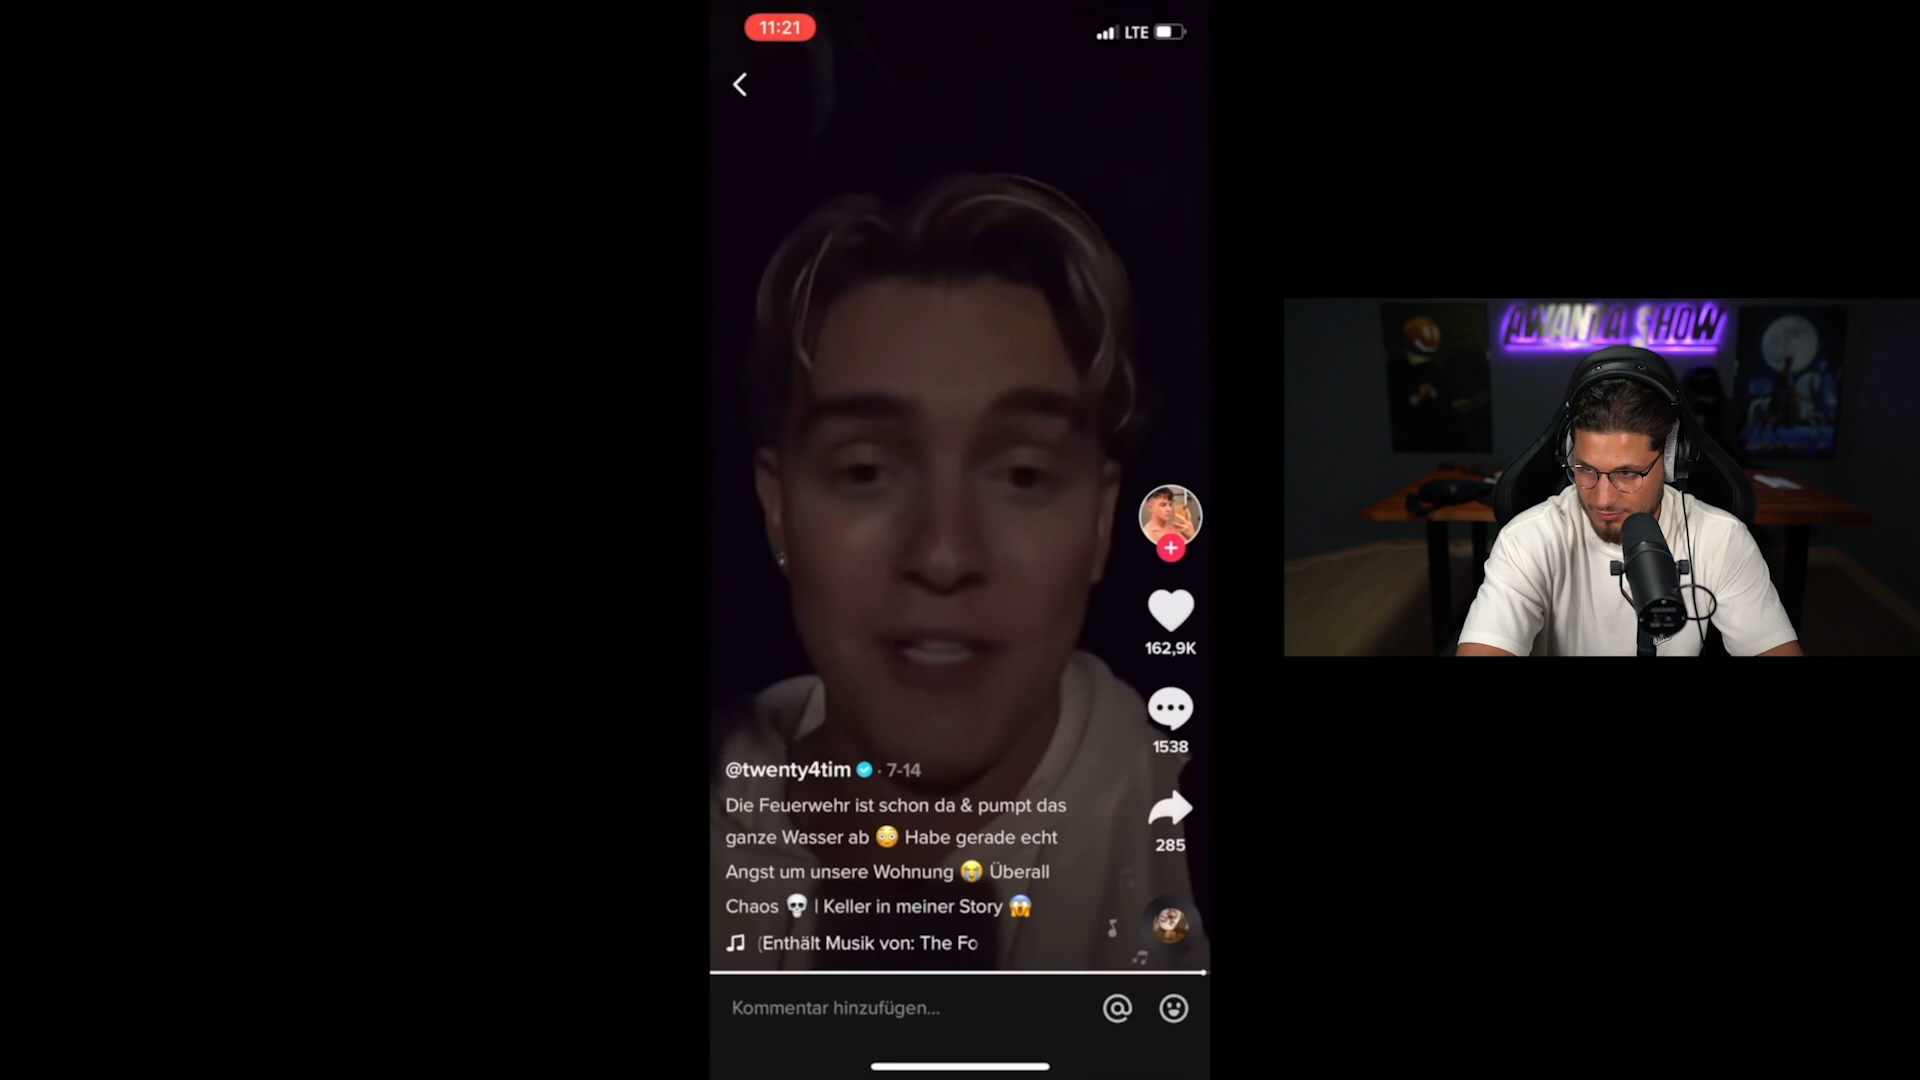 11:21
LTE
AWANTA SHOW
162,9K
1538
@twenty4tim · 7-14
Die Feuerwehr ist schon da & pumpt das
ganze Wasser ab 😳 Habe gerade echt
Angst um unsere Wohnung 😭 Überall
Chaos 💀 | Keller in meiner Story 😱
285
(Enthält Musik von: The Fo
Kommentar hinzufügen...